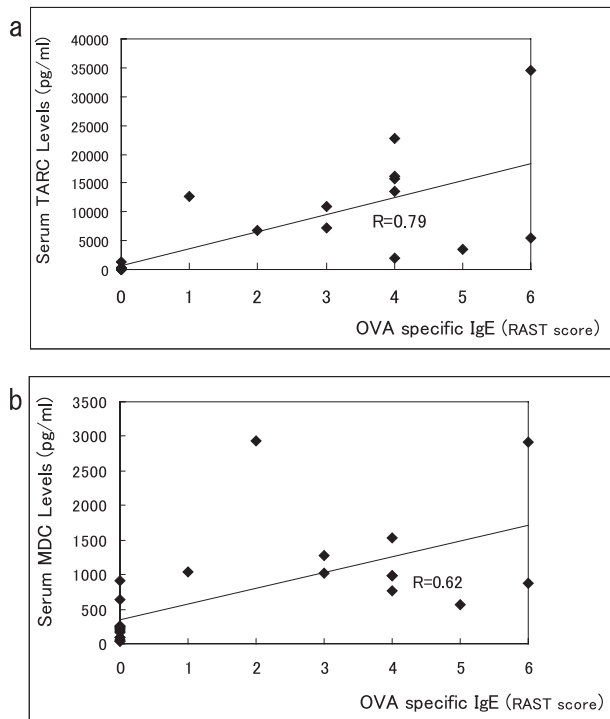 a
Serum TARC Levels (pg/ml)
40000
35000
30000
25000
20000
15000
10000
5000
0
R=0.79
0 1 2 3 4 5 6
OVA specific IgE (RAST score)
b
Serum MDC Levels (pg/ml)
3500
3000
2500
2000
1500
1000
500
0
R=0.62
0 1 2 3 4 5 6
OVA specific IgE (RAST score)